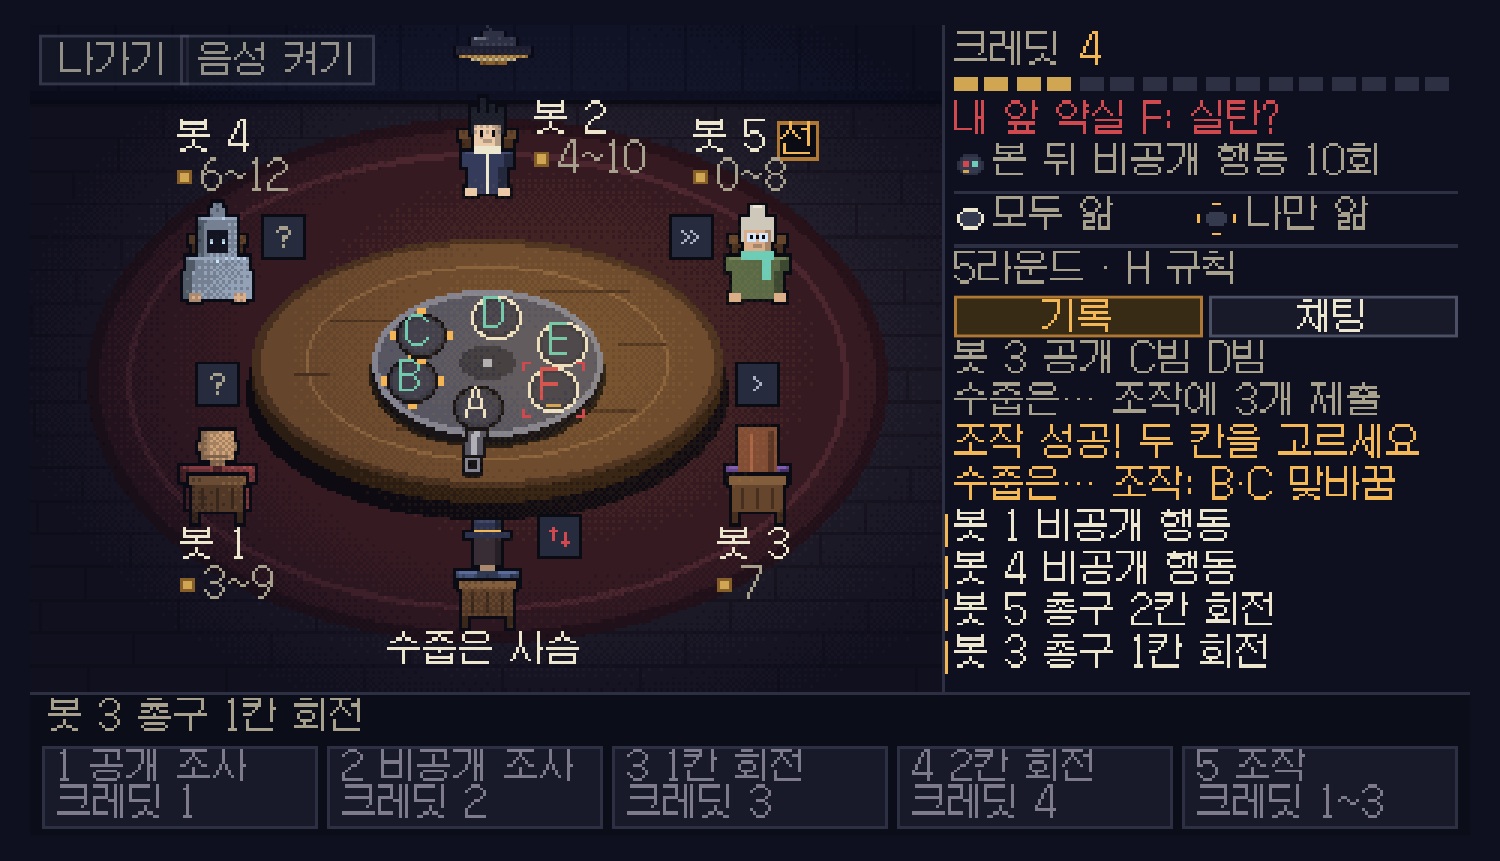 나가기
음성 켜기
봇 4
6~12
봇 2
4~10
봇 5 선
0~8
?
»
C
D
E
B
A
F
?
>
봇 1
3~9
봇 3
7
수줍은 사슴
크레딧 4
내 앞 약실 F: 실탄?
본 뒤 비공개 행동 10회
모두 앎
나만 앎
5라운드 · H 규칙
기록
채팅
봇 3 공개 C빔 D빔
수줍은… 조작에 3개 제출
조작 성공! 두 칸을 고르세요
수줍은… 조작: B·C 맞바꿈
봇 1 비공개 행동
봇 4 비공개 행동
봇 5 총구 2칸 회전
봇 3 총구 1칸 회전
봇 3 총구 1칸 회전
1 공개 조사
크레딧 1
2 비공개 조사
크레딧 2
3 1칸 회전
크레딧 3
4 2칸 회전
크레딧 4
5 조작
크레딧 1~3